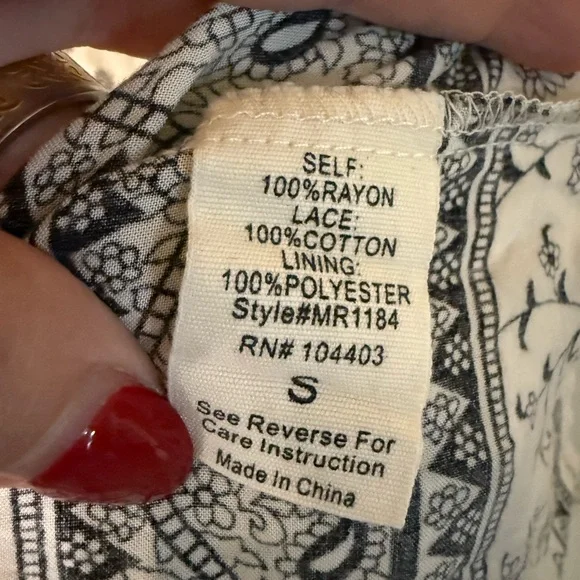 SELF:
100%RAYON
LACE:
100%COTTON
LINING:
100%POLYESTER
Style#MR1184
RN# 104403
S
See Reverse For
Care Instruction
Made In China